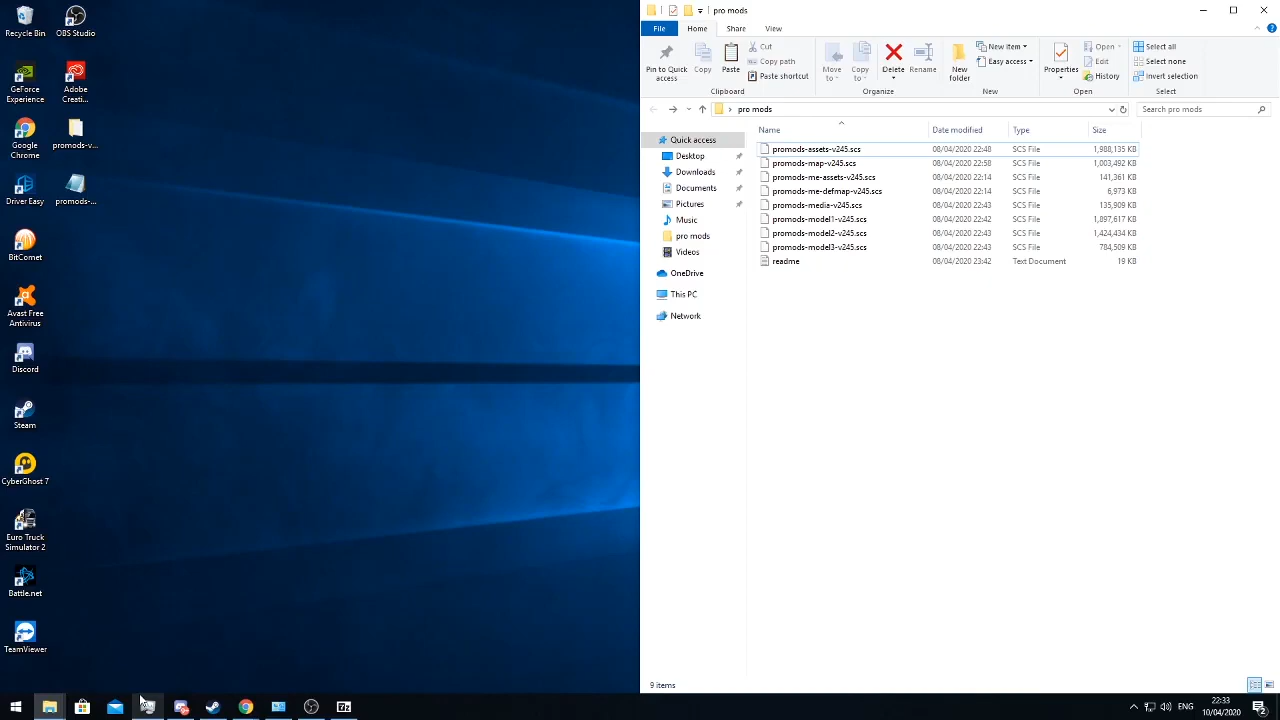 Recycle Bin
OBS Studio
GeForce
Experience
Adobe
Creati...
Google
Chrome
promods-v...
Driver Easy
promods-...
BitComet
Avast Free
Antivirus
Discord
Steam
CyberGhost 7
Euro Truck
Simulator 2
Battle.net
TeamViewer
pro mods
File
Home
Share
View
Pin to Quick
access
Copy
Paste
Cut
Copy path
Paste shortcut
Clipboard
Move
to
Copy
to
Delete
Rename
Organize
New
folder
New item
Easy access
New
Properties
Open
Edit
History
Open
Select all
Select none
Invert selection
Select
pro mods
Search pro mods
Quick access
Desktop
Downloads
Documents
Pictures
Music
pro mods
Videos
OneDrive
This PC
Network
Name Date modified Type Size
promods-assets-v245.scs 08/04/2020 22:48 SCS File 1,988,135 KB
promods-map-v245.scs 08/04/2020 22:58 SCS File 1,003,492 KB
promods-me-assets-v245.scs 08/04/2020 22:14 SCS File 141,361 KB
promods-me-defmap-v245.scs 08/04/2020 22:14 SCS File 6,973 KB
promods-media-v245.scs 08/04/2020 22:43 SCS File 135,909 KB
promods-model1-v245.scs 08/04/2020 22:42 SCS File 1,897,617 KB
promods-model2-v245.scs 08/04/2020 22:43 SCS File 1,424,434 KB
promods-model3-v245.scs 08/04/2020 22:43 SCS File 784,509 KB
readme 08/04/2020 23:42 Text Document 19 KB
9 items
ENG
22:33
10/04/2020
2